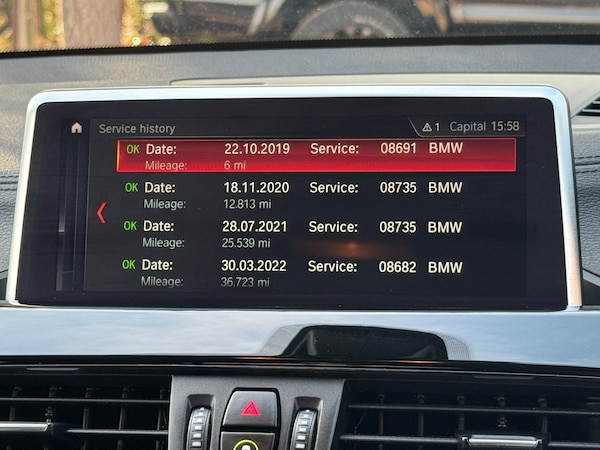 Service history
1 Capital 15:58
OK Date: 22.10.2019 Service: 08691 BMW
Mileage: 6 mi
OK Date: 18.11.2020 Service: 08735 BMW
Mileage: 12.813 mi
OK Date: 28.07.2021 Service: 08735 BMW
Mileage: 25.539 mi
OK Date: 30.03.2022 Service: 08682 BMW
Mileage: 36.723 mi